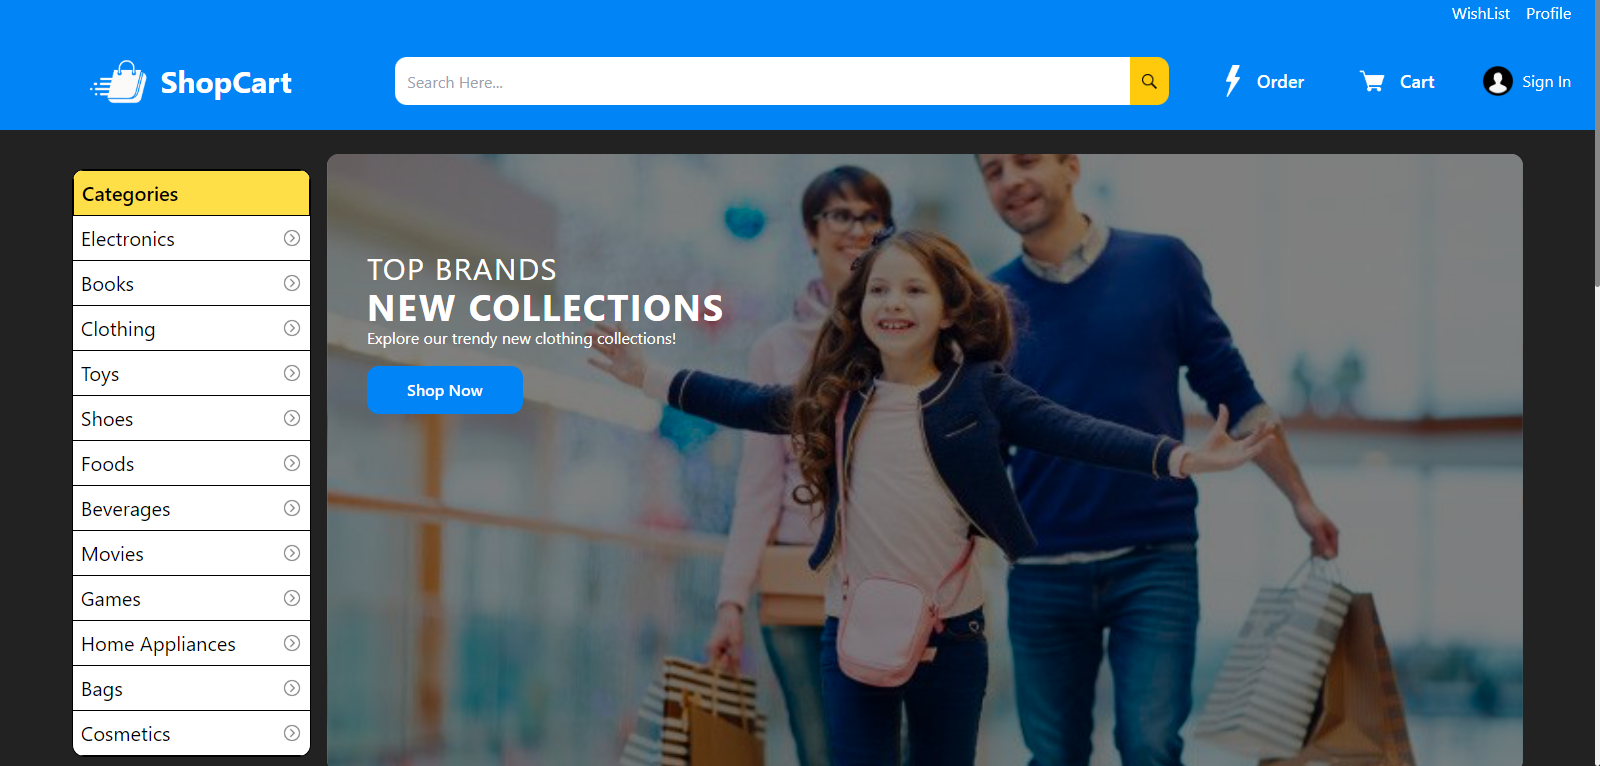 WishList Profile
ShopCart
Search Here...
Order
Cart
Sign In
Categories
Electronics
Books
Clothing
Toys
Shoes
Foods
Beverages
Movies
Games
Home Appliances
Bags
Cosmetics
TOP BRANDS
NEW COLLECTIONS
Explore our trendy new clothing collections!
Shop Now